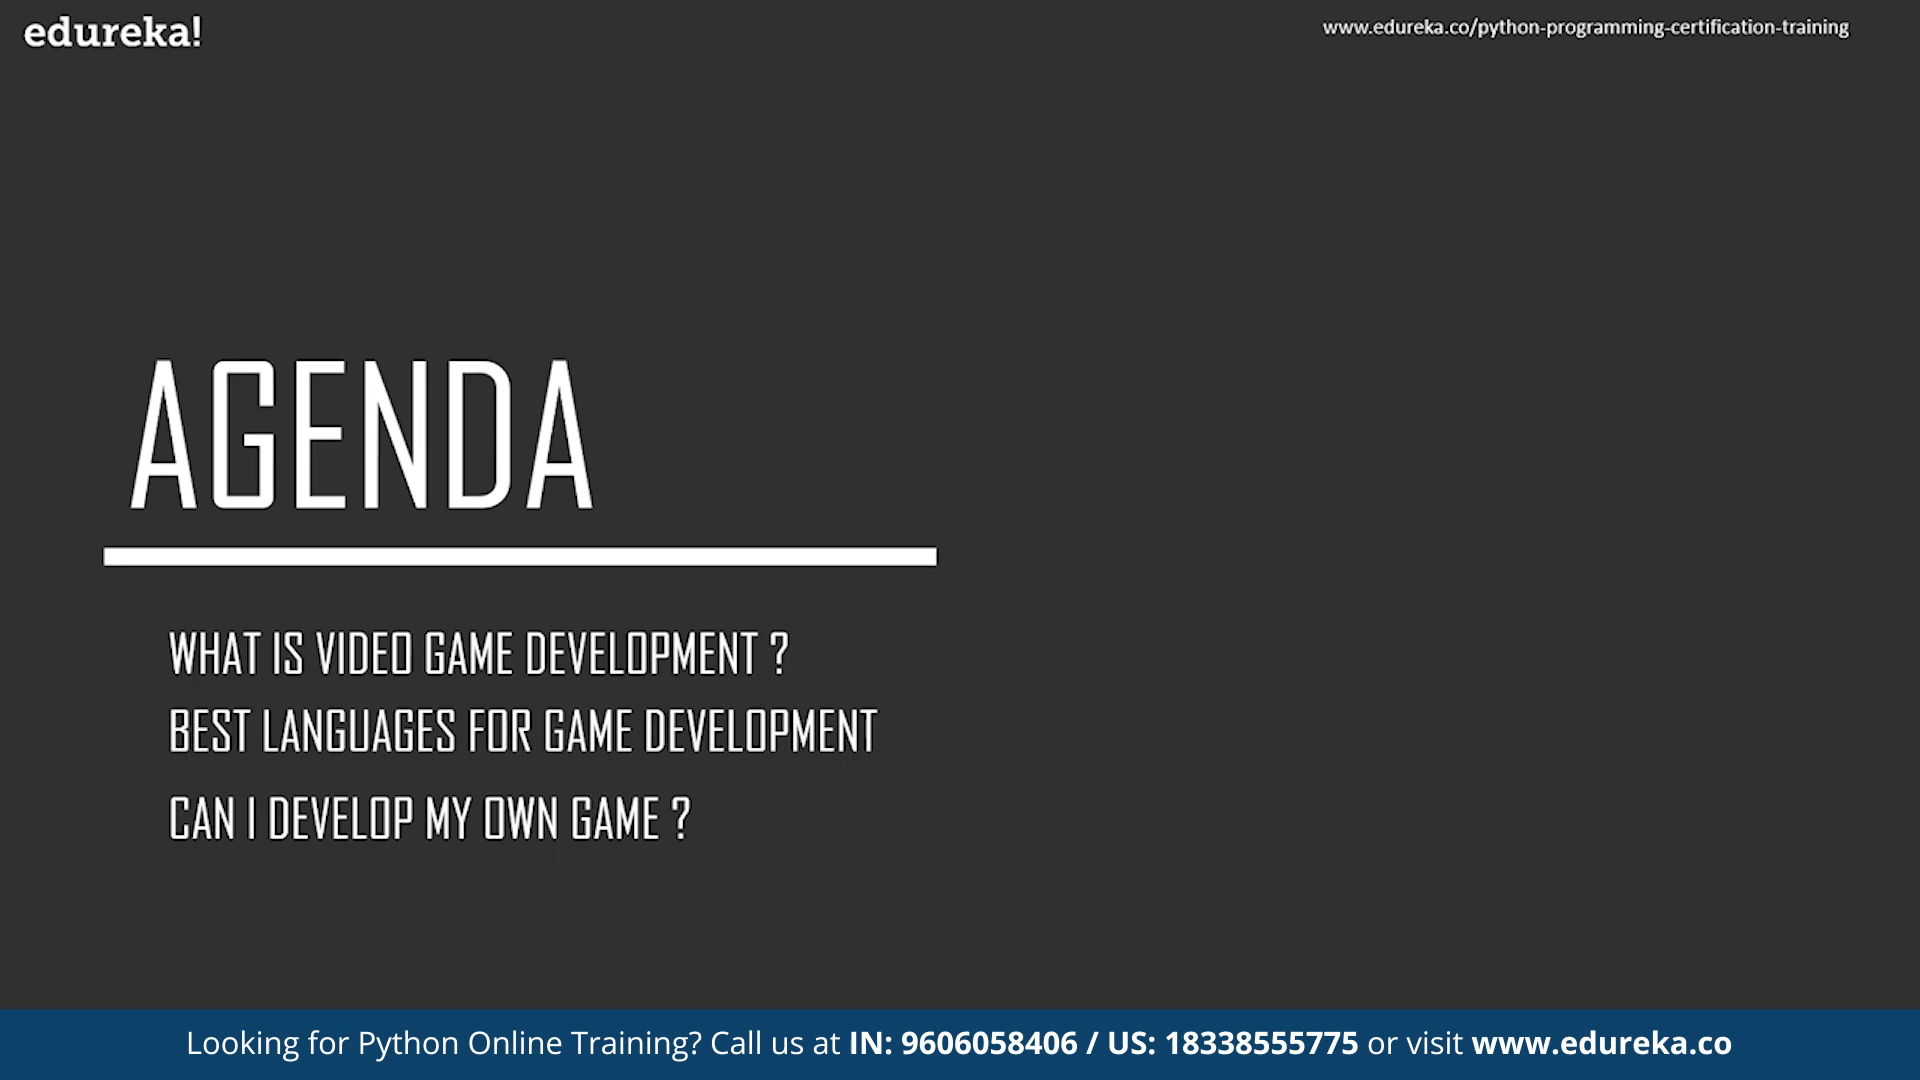 edureka!
www.edureka.co/python-programming-certification-training
AGENDA
WHAT IS VIDEO GAME DEVELOPMENT ?
BEST LANGUAGES FOR GAME DEVELOPMENT
CAN I DEVELOP MY OWN GAME ?
Looking for Python Online Training? Call us at IN: 9606058406 / US: 18338555775 or visit www.edureka.co